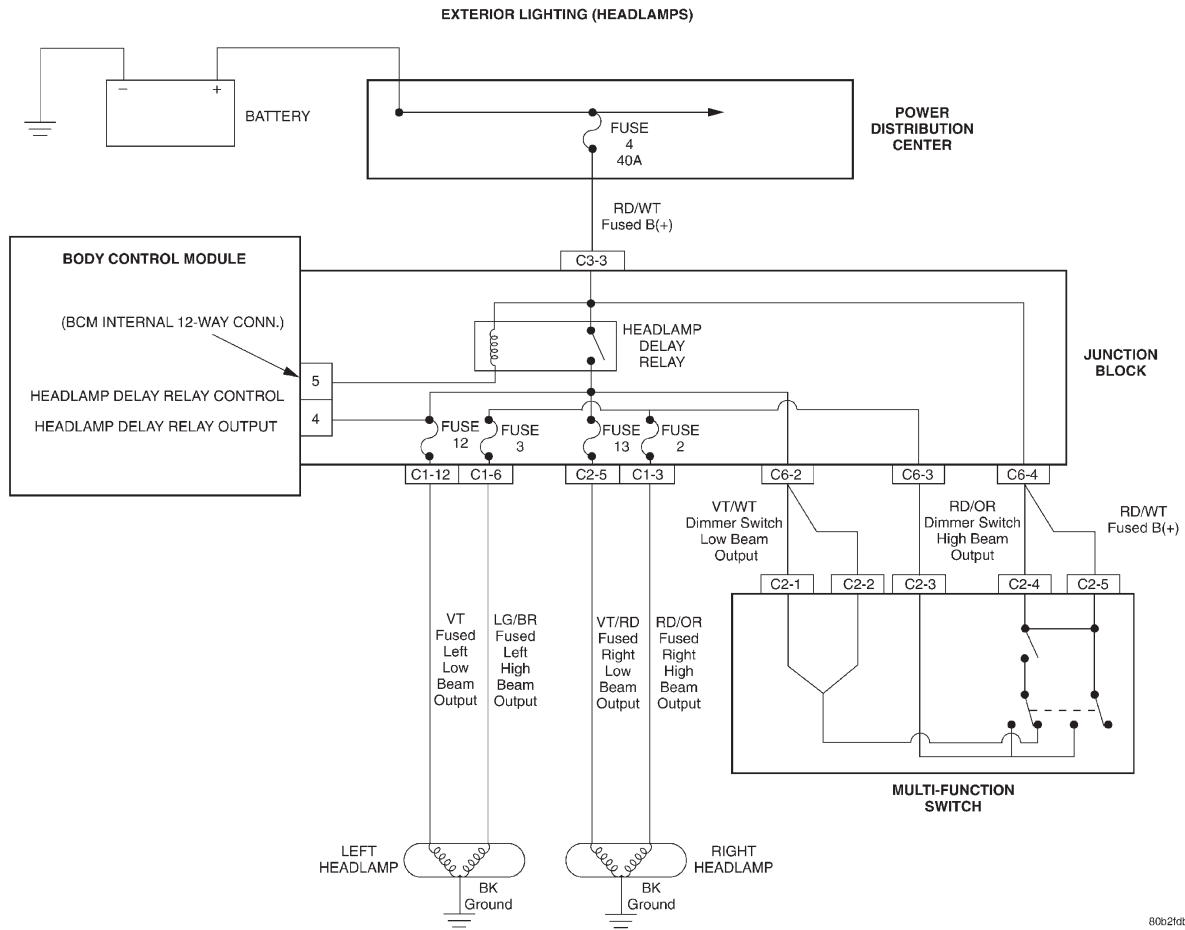 EXTERIOR LIGHTING (HEADLAMPS)
−
+
BATTERY
FUSE
4
40A
POWER
DISTRIBUTION
CENTER
RD/WT
Fused B(+)
C3-3
BODY CONTROL MODULE
(BCM INTERNAL 12-WAY CONN.)
5
HEADLAMP DELAY RELAY CONTROL
4
HEADLAMP DELAY RELAY OUTPUT
HEADLAMP
DELAY
RELAY
JUNCTION
BLOCK
FUSE
12
FUSE
3
FUSE
13
FUSE
2
C1-12
C1-6
C2-5
C1-3
C6-2
C6-3
C6-4
VT/WT
Dimmer Switch
Low Beam
Output
RD/OR
Dimmer Switch
High Beam
Output
RD/WT
Fused B(+)
C2-1
C2-2
C2-3
C2-4
C2-5
VT
Fused
Left
Low
Beam
Output
LG/BR
Fused
Left
High
Beam
Output
VT/RD
Fused
Right
Low
Beam
Output
RD/OR
Fused
Right
High
Beam
Output
MULTI-FUNCTION
SWITCH
LEFT
HEADLAMP
BK
Ground
RIGHT
HEADLAMP
BK
Ground